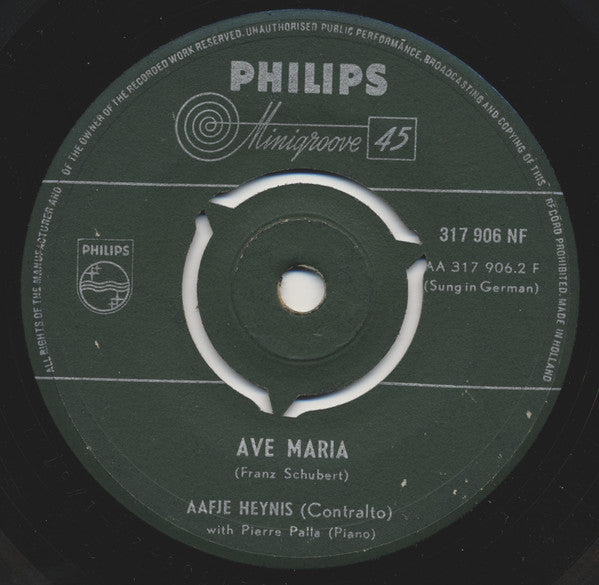 ALL RIGHTS OF THE MANUFACTURER AND OF THE OWNER OF THE RECORDED WORK RESERVED. UNAUTHORISED PUBLIC PERFORMANCE, BROADCASTING AND COPYING OF THIS RECORD PROHIBITED. MADE IN HOLLAND
PHILIPS
Minigroove 45
PHILIPS
317 906 NF
AA 317 906.2 F
(Sung in German)
AVE MARIA
(Franz Schubert)
AAFJE HEYNIS (Contralto)
with Pierre Palla (Piano)